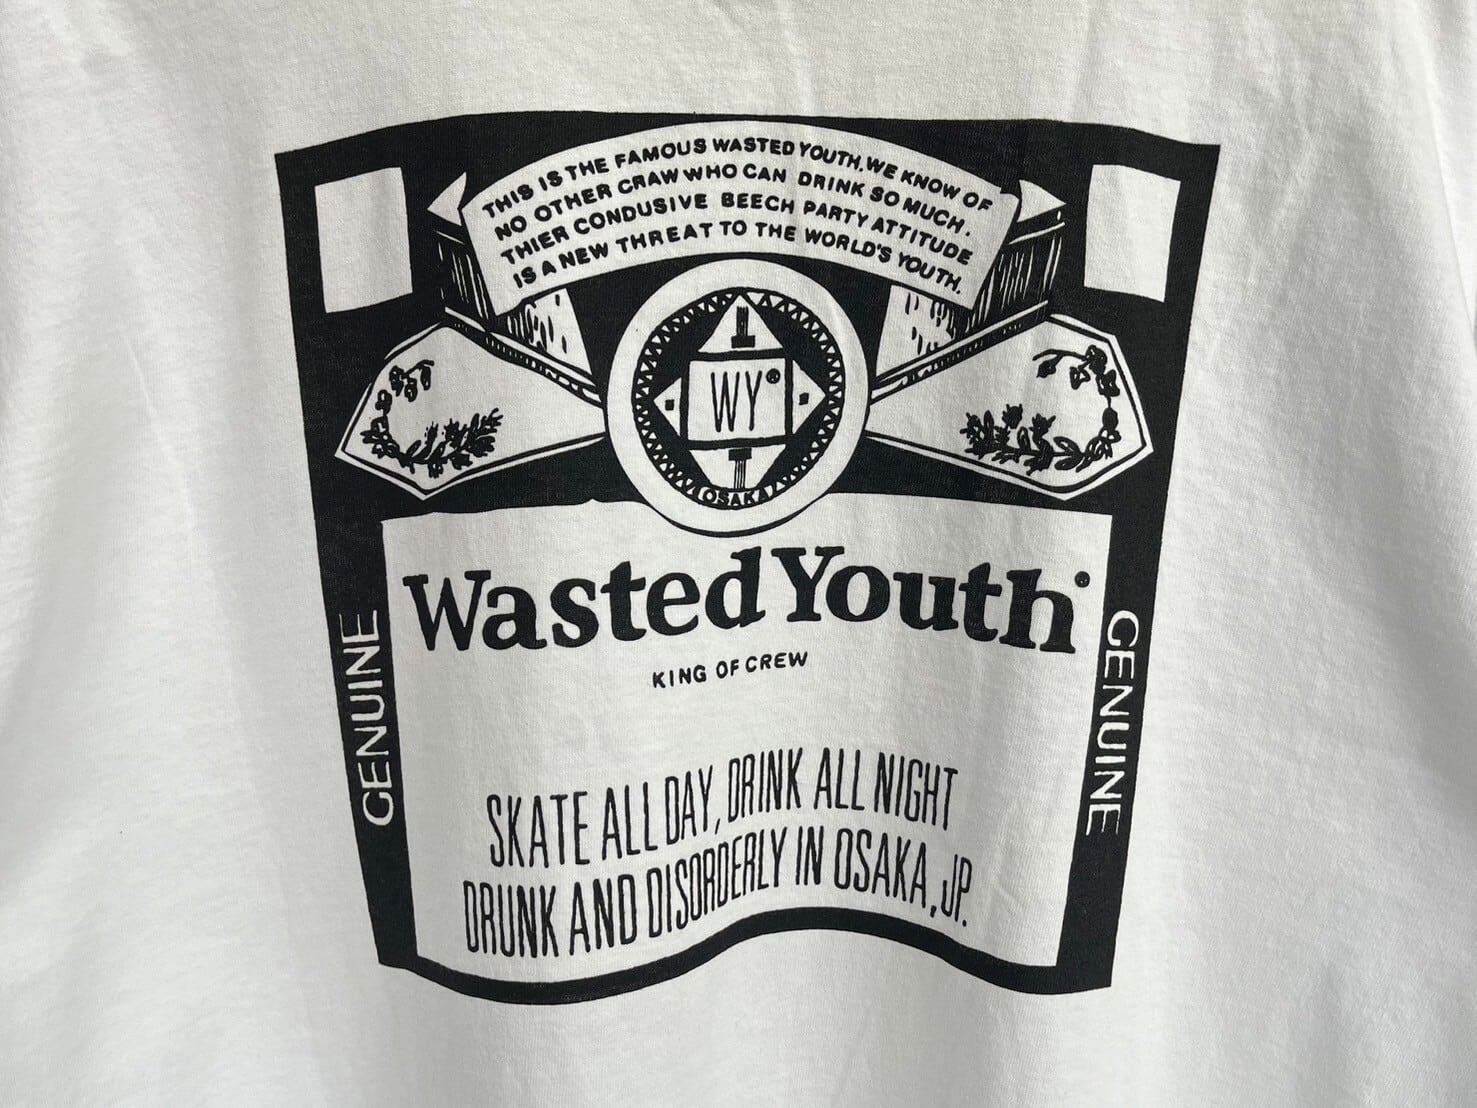 THIS IS THE FAMOUS WASTED YOUTH. WE KNOW OF
NO OTHER CRAW WHO CAN DRINK SO MUCH.
THIER CONDUSIVE BEECH PARTY ATTITUDE
IS A NEW THREAT TO THE WORLD'S YOUTH.
WY®
OSAKA
Wasted Youth®
KING OF CREW
GENUINE
GENUINE
SKATE ALL DAY, DRINK ALL NIGHT
DRUNK AND DISORDERLY IN OSAKA, JP.